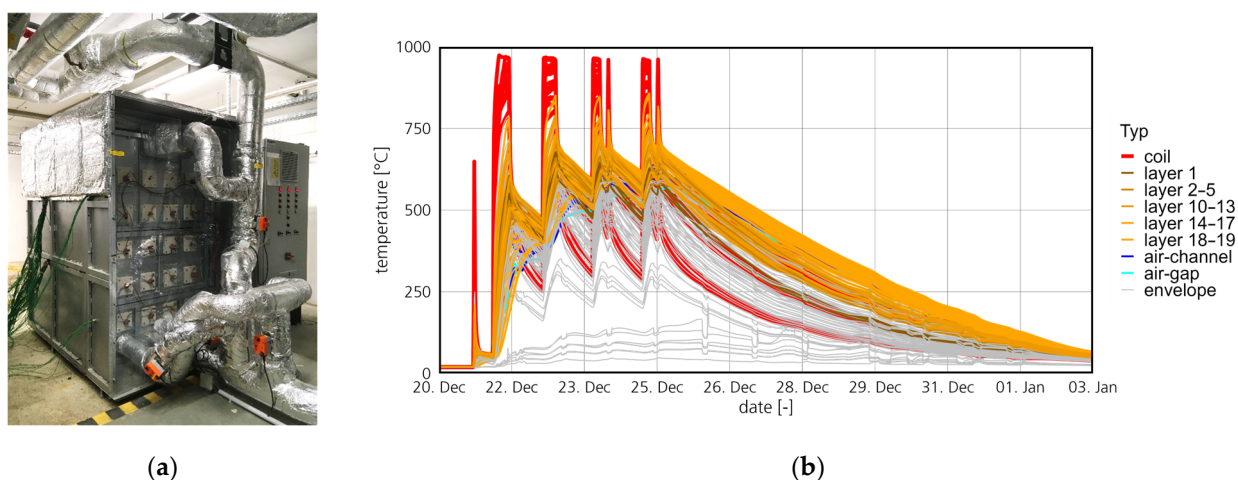 1000
750
500
250
0
temperature [°C]
20. Dec 22. Dec 23. Dec 25. Dec 26. Dec 28. Dec 29. Dec 31. Dec 01. Jan 03. Jan
date [-]
Typ
coil
layer 1
layer 2–5
layer 10–13
layer 14–17
layer 18–19
air-channel
air-gap
envelope
(a) (b)